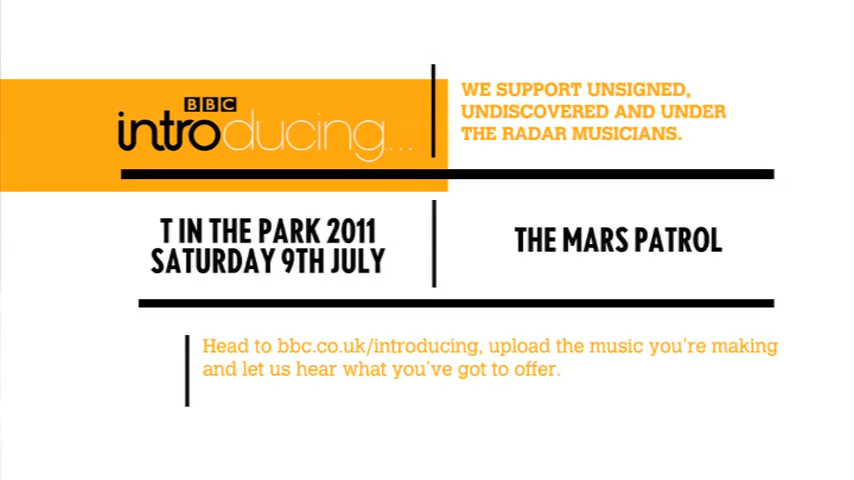 BBC
introducing...
WE SUPPORT UNSIGNED,
UNDISCOVERED AND UNDER
THE RADAR MUSICIANS.
T IN THE PARK 2011
SATURDAY 9TH JULY
THE MARS PATROL
Head to bbc.co.uk/introducing, upload the music you're making
and let us hear what you've got to offer.